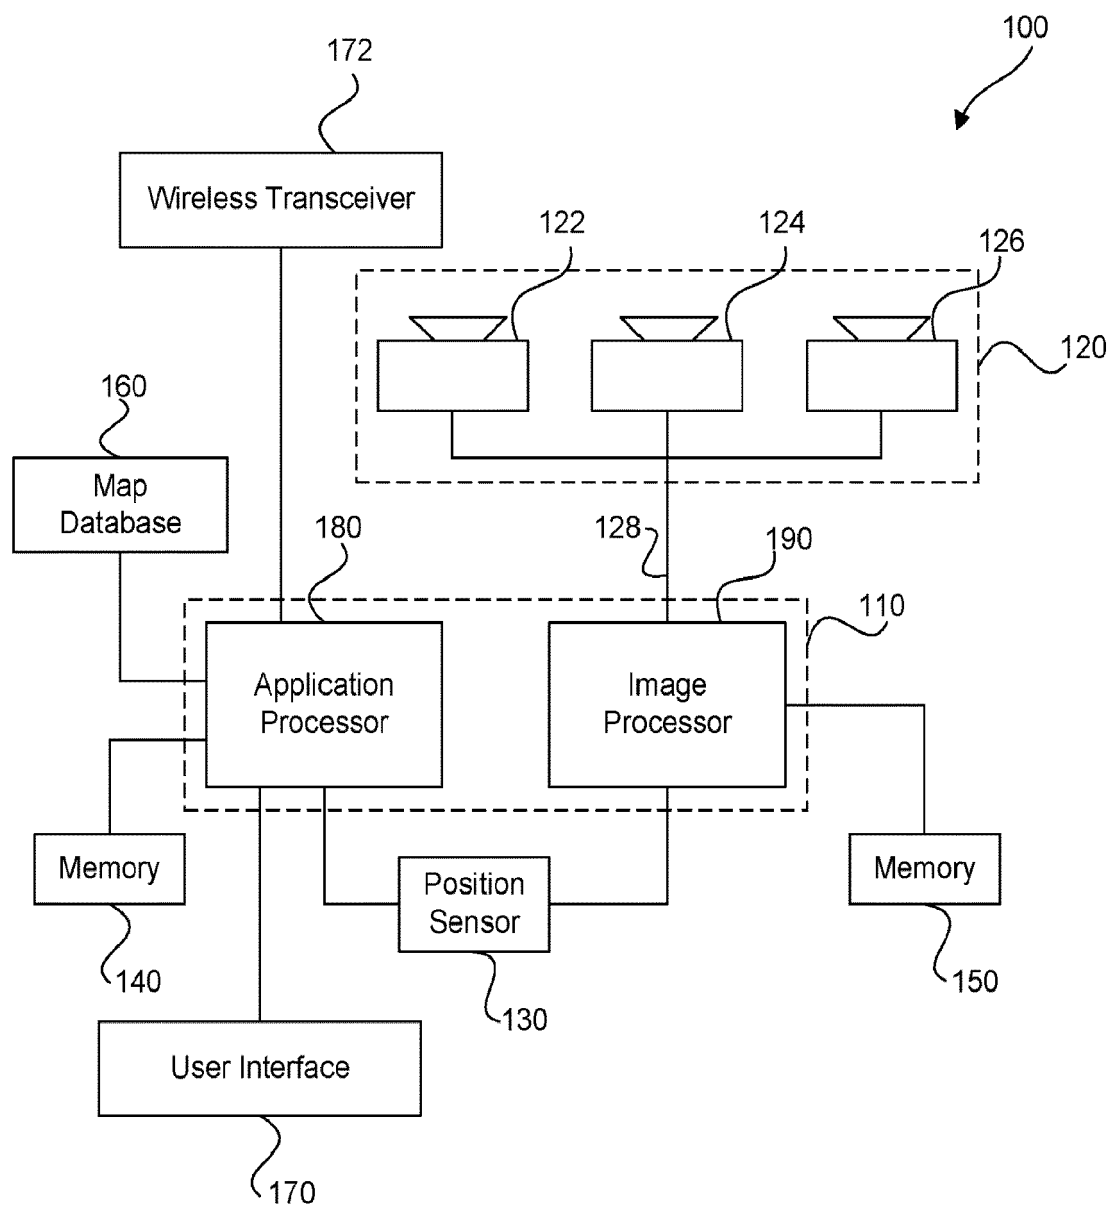 100
172
Wireless Transceiver
122
124
126
120
160
Map
Database
180
128
190
110
Application
Processor
Image
Processor
Memory
Position
Sensor
Memory
140
130
150
User Interface
170